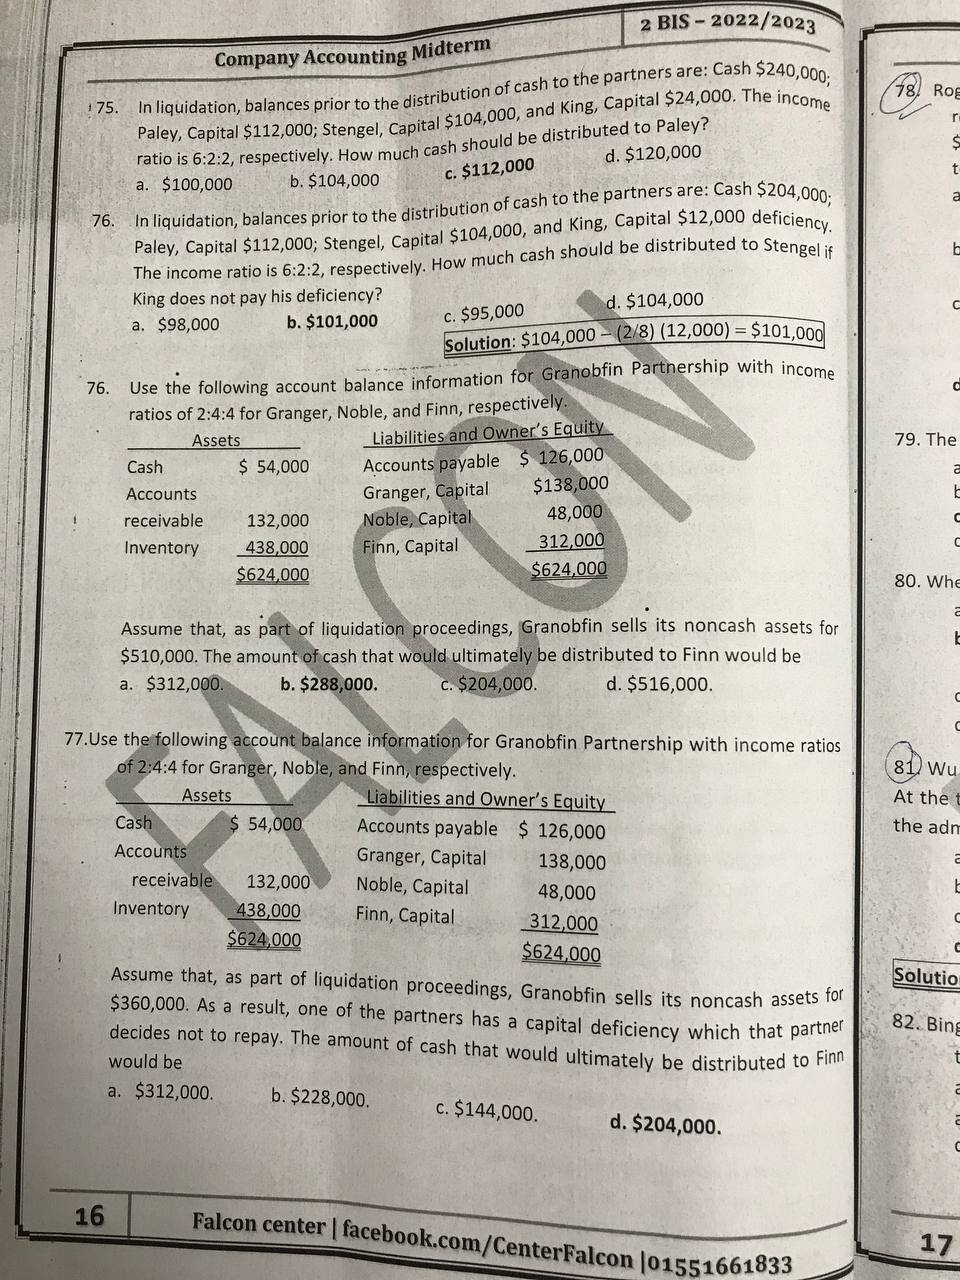 2 BIS – 2022/2023
Company Accounting Midterm
75. In liquidation, balances prior to the distribution of cash to the partners are: Cash $240,000;
Paley, Capital $112,000; Stengel, Capital $104,000, and King, Capital $24,000. The income
ratio is 6:2:2, respectively. How much cash should be distributed to Paley?
a. $100,000 b. $104,000 c. $112,000 d. $120,000
76. In liquidation, balances prior to the distribution of cash to the partners are: Cash $204,000;
Paley, Capital $112,000; Stengel, Capital $104,000, and King, Capital $12,000 deficiency.
The income ratio is 6:2:2, respectively. How much cash should be distributed to Stengel if
King does not pay his deficiency?
a. $98,000 b. $101,000 c. $95,000 d. $104,000
Solution: $104,000 – (2/8) (12,000) = $101,000
76. Use the following account balance information for Granobfin Partnership with income
ratios of 2:4:4 for Granger, Noble, and Finn, respectively.
Assets Liabilities and Owner's Equity
Cash $ 54,000 Accounts payable $ 126,000
Accounts Granger, Capital $138,000
receivable 132,000 Noble, Capital 48,000
Inventory 438,000 Finn, Capital 312,000
$624,000 $624,000
Assume that, as part of liquidation proceedings, Granobfin sells its noncash assets for
$510,000. The amount of cash that would ultimately be distributed to Finn would be
a. $312,000. b. $288,000. c. $204,000. d. $516,000.
77.Use the following account balance information for Granobfin Partnership with income ratios
of 2:4:4 for Granger, Noble, and Finn, respectively.
Assets Liabilities and Owner's Equity
Cash $ 54,000 Accounts payable $ 126,000
Accounts Granger, Capital 138,000
receivable 132,000 Noble, Capital 48,000
Inventory 438,000 Finn, Capital 312,000
$624,000 $624,000
Assume that, as part of liquidation proceedings, Granobfin sells its noncash assets for
$360,000. As a result, one of the partners has a capital deficiency which that partner
decides not to repay. The amount of cash that would ultimately be distributed to Finn
would be
a. $312,000. b. $228,000. c. $144,000. d. $204,000.
FALCON
16 Falcon center | facebook.com/CenterFalcon |01551661833
78.
$
a
b
c
d
79. The
a
b
c
80. Whe
a
b
c
81. Wu
At the t
the adm
a
b
c
d
Solutio
82. Bing
t
a
a
c
17